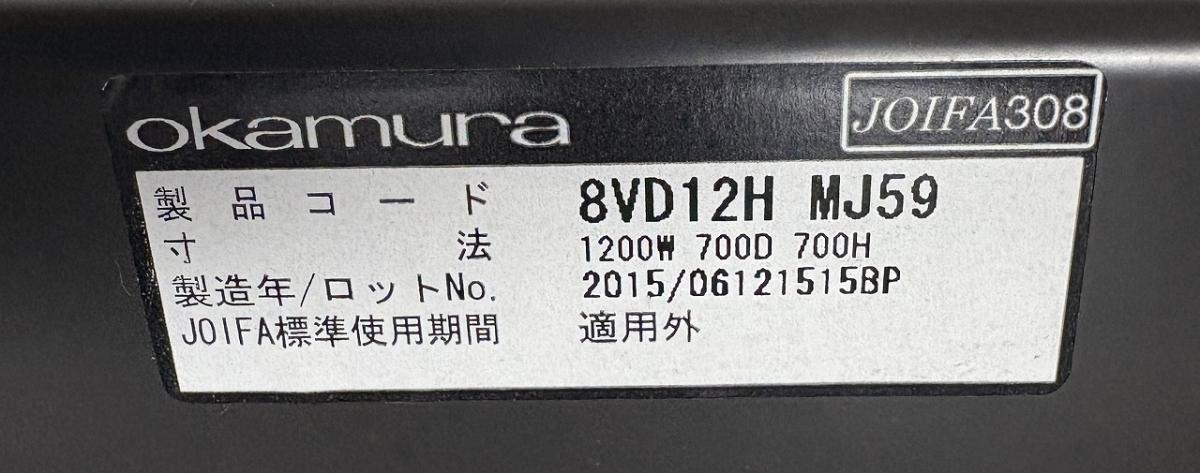 okamura JOIFA308
製品コード 8VD12H MJ59
寸法 1200W 700D 700H
製造年/ロットNo. 2015/06121515BP
JOIFA標準使用期間 適用外